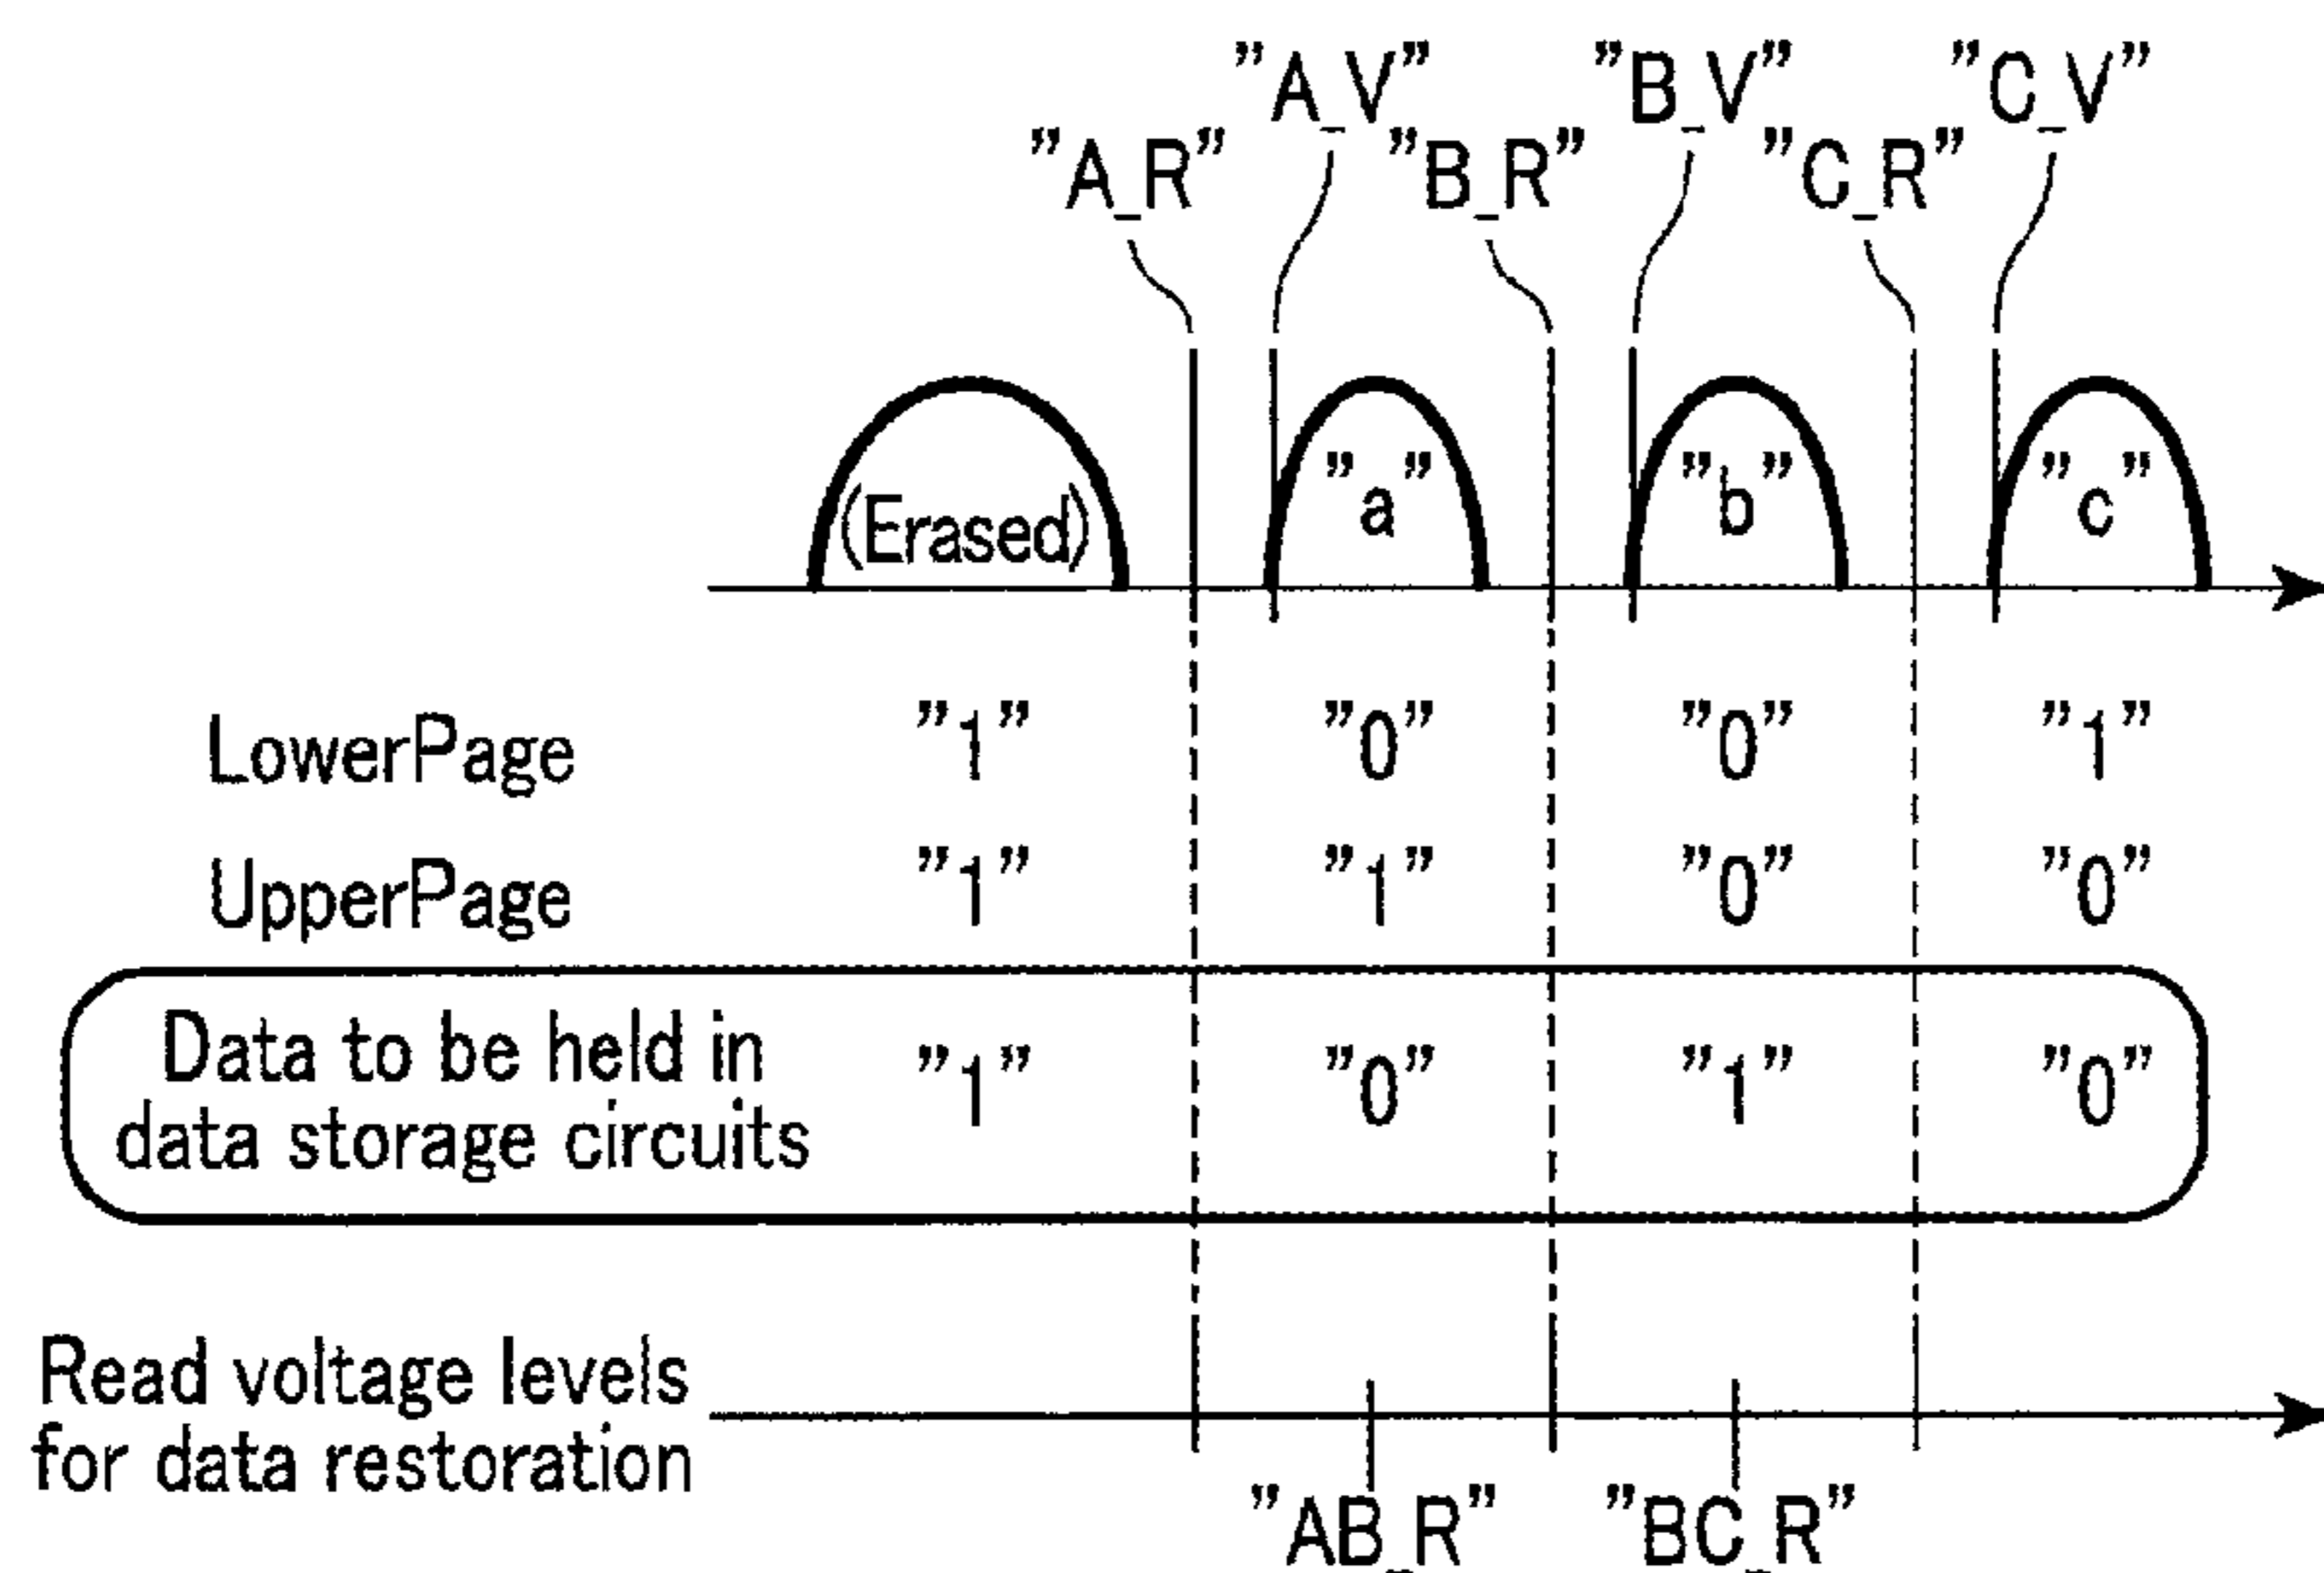 "A_V" "B_V" "C_V"
"A_R" "B_R" "C_R"
(Erased) "a" "b" "c"
LowerPage "1" "0" "0" "1"
UpperPage "1" "1" "0" "0"
Data to be held in
data storage circuits "1" "0" "1" "0"
Read voltage levels
for data restoration
"AB_R" "BC_R"